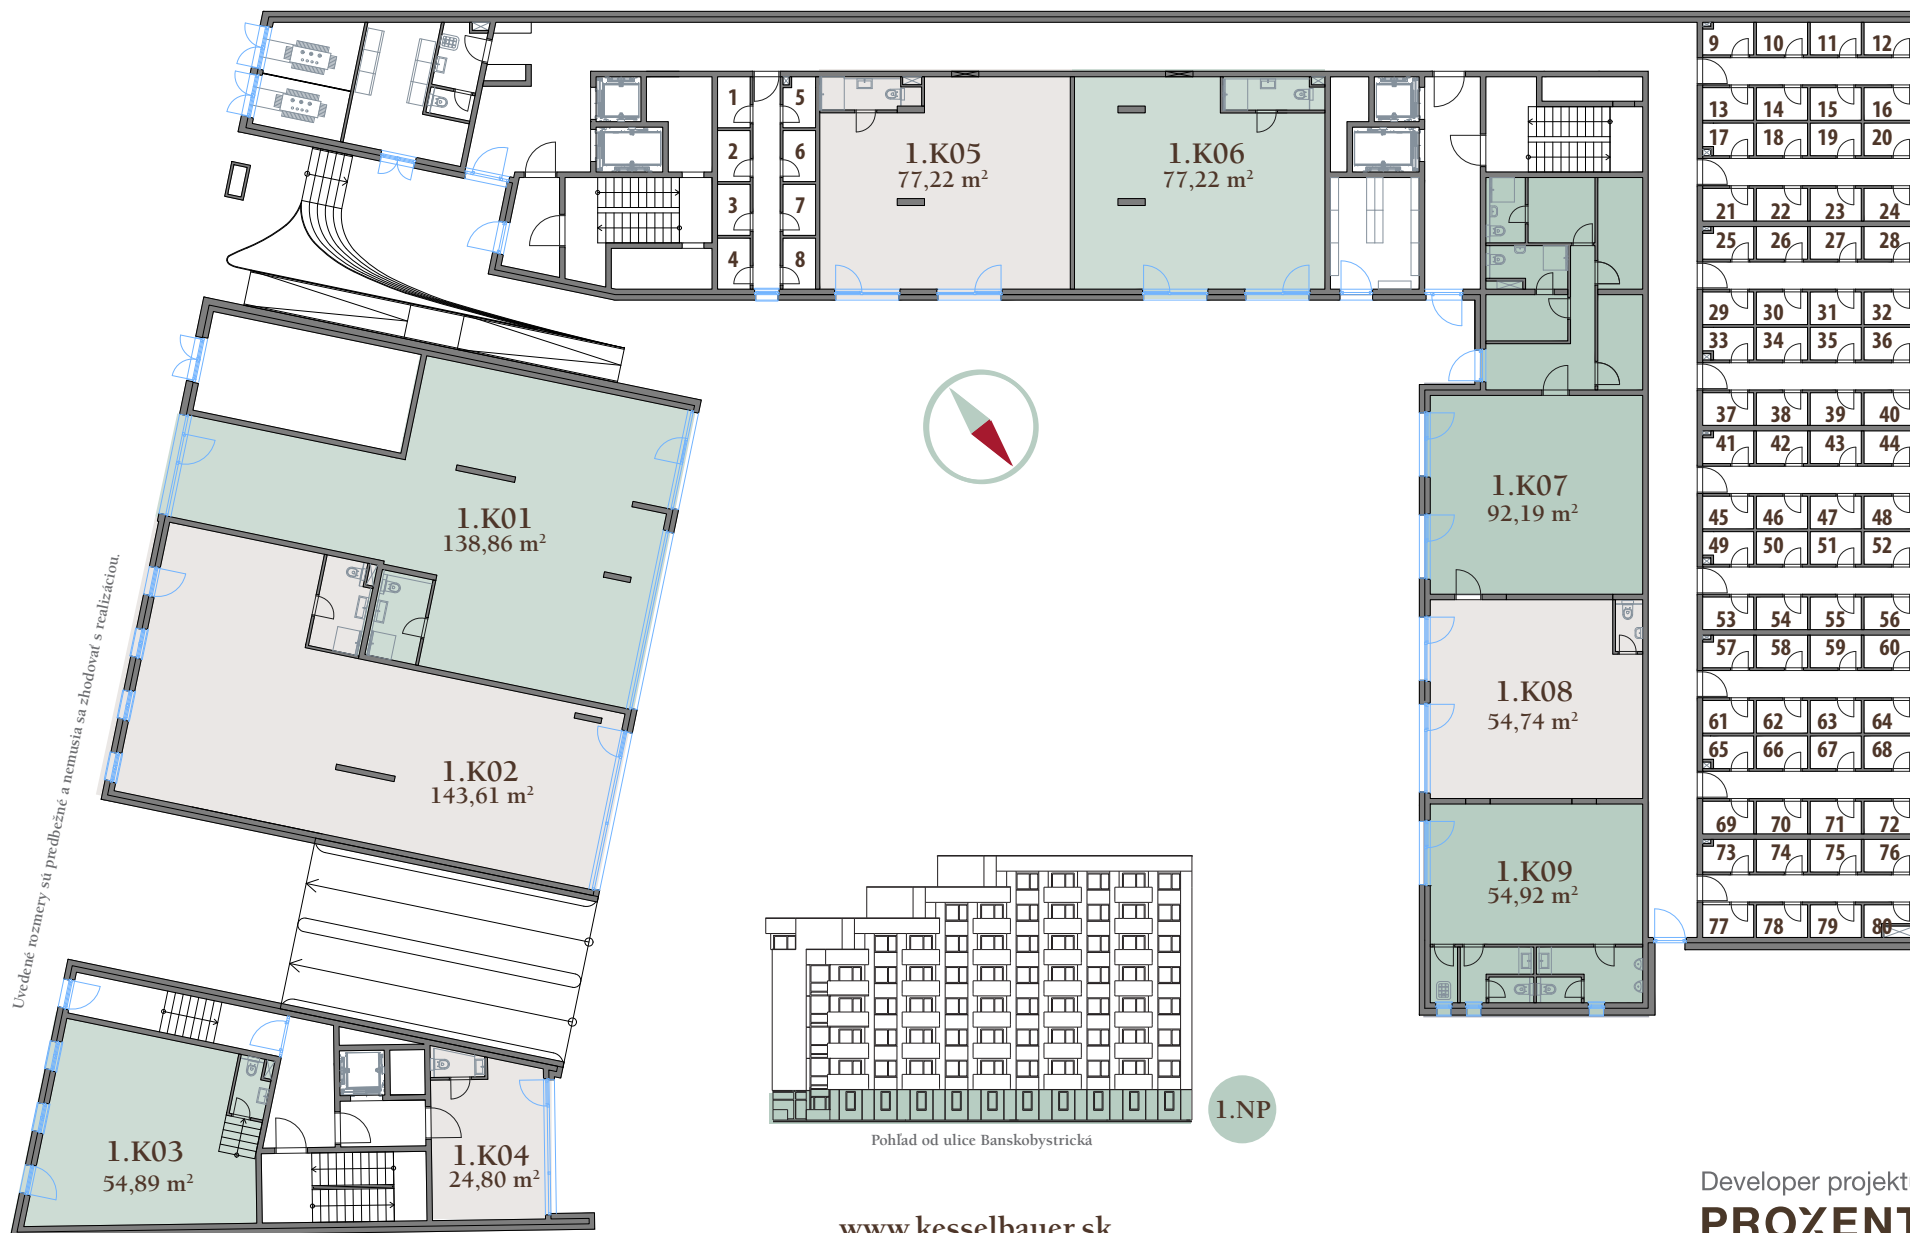 9 10 11 12
1 5
13 14 15 16
17 18 19 20
2 6
1.K05
77,22 m²
1.K06
77,22 m²
3 7
21 22 23 24
25 26 27 28
4 8
29 30 31 32
33 34 35 36
37 38 39 40
41 42 43 44
1.K07
92,19 m²
1.K01
138,86 m²
45 46 47 48
49 50 51 52
53 54 55 56
57 58 59 60
1.K08
54,74 m²
61 62 63 64
65 66 67 68
1.K02
143,61 m²
69 70 71 72
73 74 75 76
1.K09
54,92 m²
77 78 79 80
Uvedené rozmery sú predbežné a nemusia sa zhodovať s realizáciou.
1.NP
Pohľad od ulice Banskobystrická
1.K03
54,89 m²
1.K04
24,80 m²
www.kesselbauer.sk
Developer projekt
PROXENT